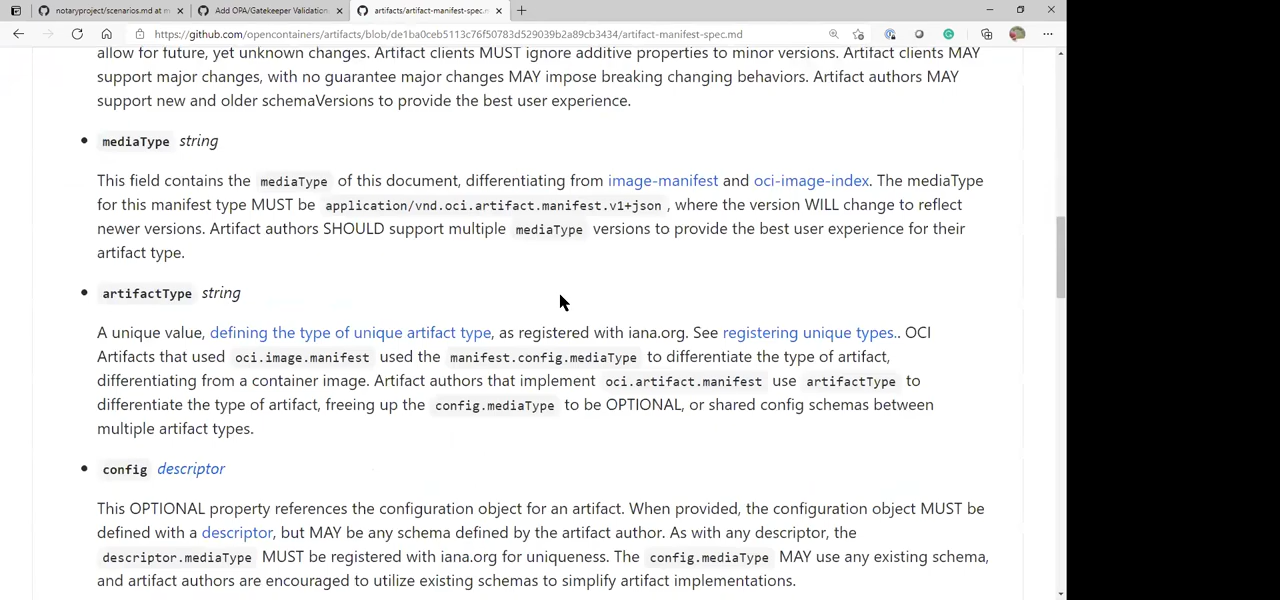 notaryproject/scenarios.md at m
Add OPA/Gatekeeper Validation
artifacts/artifact-manifest-spec.
https://github.com/opencontainers/artifacts/blob/de1ba0ceb5113c76f50783d529039b2a89cb3434/artifact-manifest-spec.md
allow for future, yet unknown changes. Artifact clients MUST ignore additive properties to minor versions. Artifact clients MAY
support major changes, with no guarantee major changes MAY impose breaking changing behaviors. Artifact authors MAY
support new and older schemaVersions to provide the best user experience.
• mediaType string
This field contains the mediaType of this document, differentiating from image-manifest and oci-image-index. The mediaType
for this manifest type MUST be application/vnd.oci.artifact.manifest.v1+json , where the version WILL change to reflect
newer versions. Artifact authors SHOULD support multiple mediaType versions to provide the best user experience for their
artifact type.
• artifactType string
A unique value, defining the type of unique artifact type, as registered with iana.org. See registering unique types.. OCI
Artifacts that used oci.image.manifest used the manifest.config.mediaType to differentiate the type of artifact,
differentiating from a container image. Artifact authors that implement oci.artifact.manifest use artifactType to
differentiate the type of artifact, freeing up the config.mediaType to be OPTIONAL, or shared config schemas between
multiple artifact types.
• config descriptor
This OPTIONAL property references the configuration object for an artifact. When provided, the configuration object MUST be
defined with a descriptor, but MAY be any schema defined by the artifact author. As with any descriptor, the
descriptor.mediaType MUST be registered with iana.org for uniqueness. The config.mediaType MAY use any existing schema,
and artifact authors are encouraged to utilize existing schemas to simplify artifact implementations.